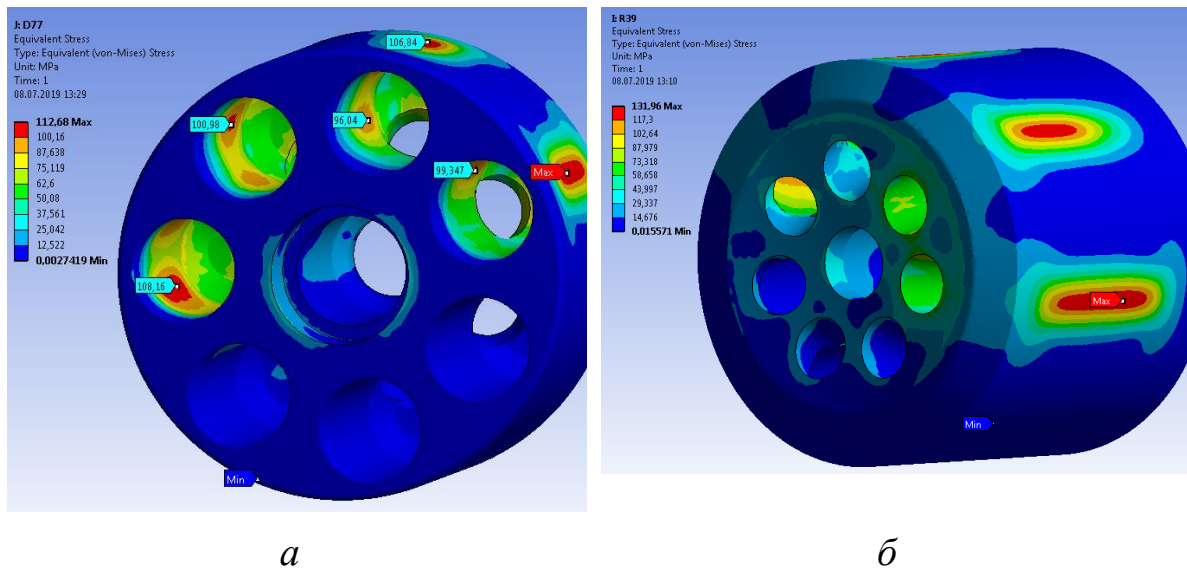 J: D77
Equivalent Stress
Type: Equivalent (von-Mises) Stress
Unit: MPa
Time: 1
08.07.2019 13:29
112,68 Max
100,16
87,638
75,119
62,6
50,08
37,561
25,042
12,522
0,0027419 Min
106,84
100,98
96,04
99,347
Max
108,16
Min
а
I: R39
Equivalent Stress
Type: Equivalent (von-Mises) Stress
Unit: MPa
Time: 1
08.07.2019 13:10
131,96 Max
117,3
102,64
87,979
73,318
58,658
43,997
29,337
14,676
0,015571 Min
Max
Min
б